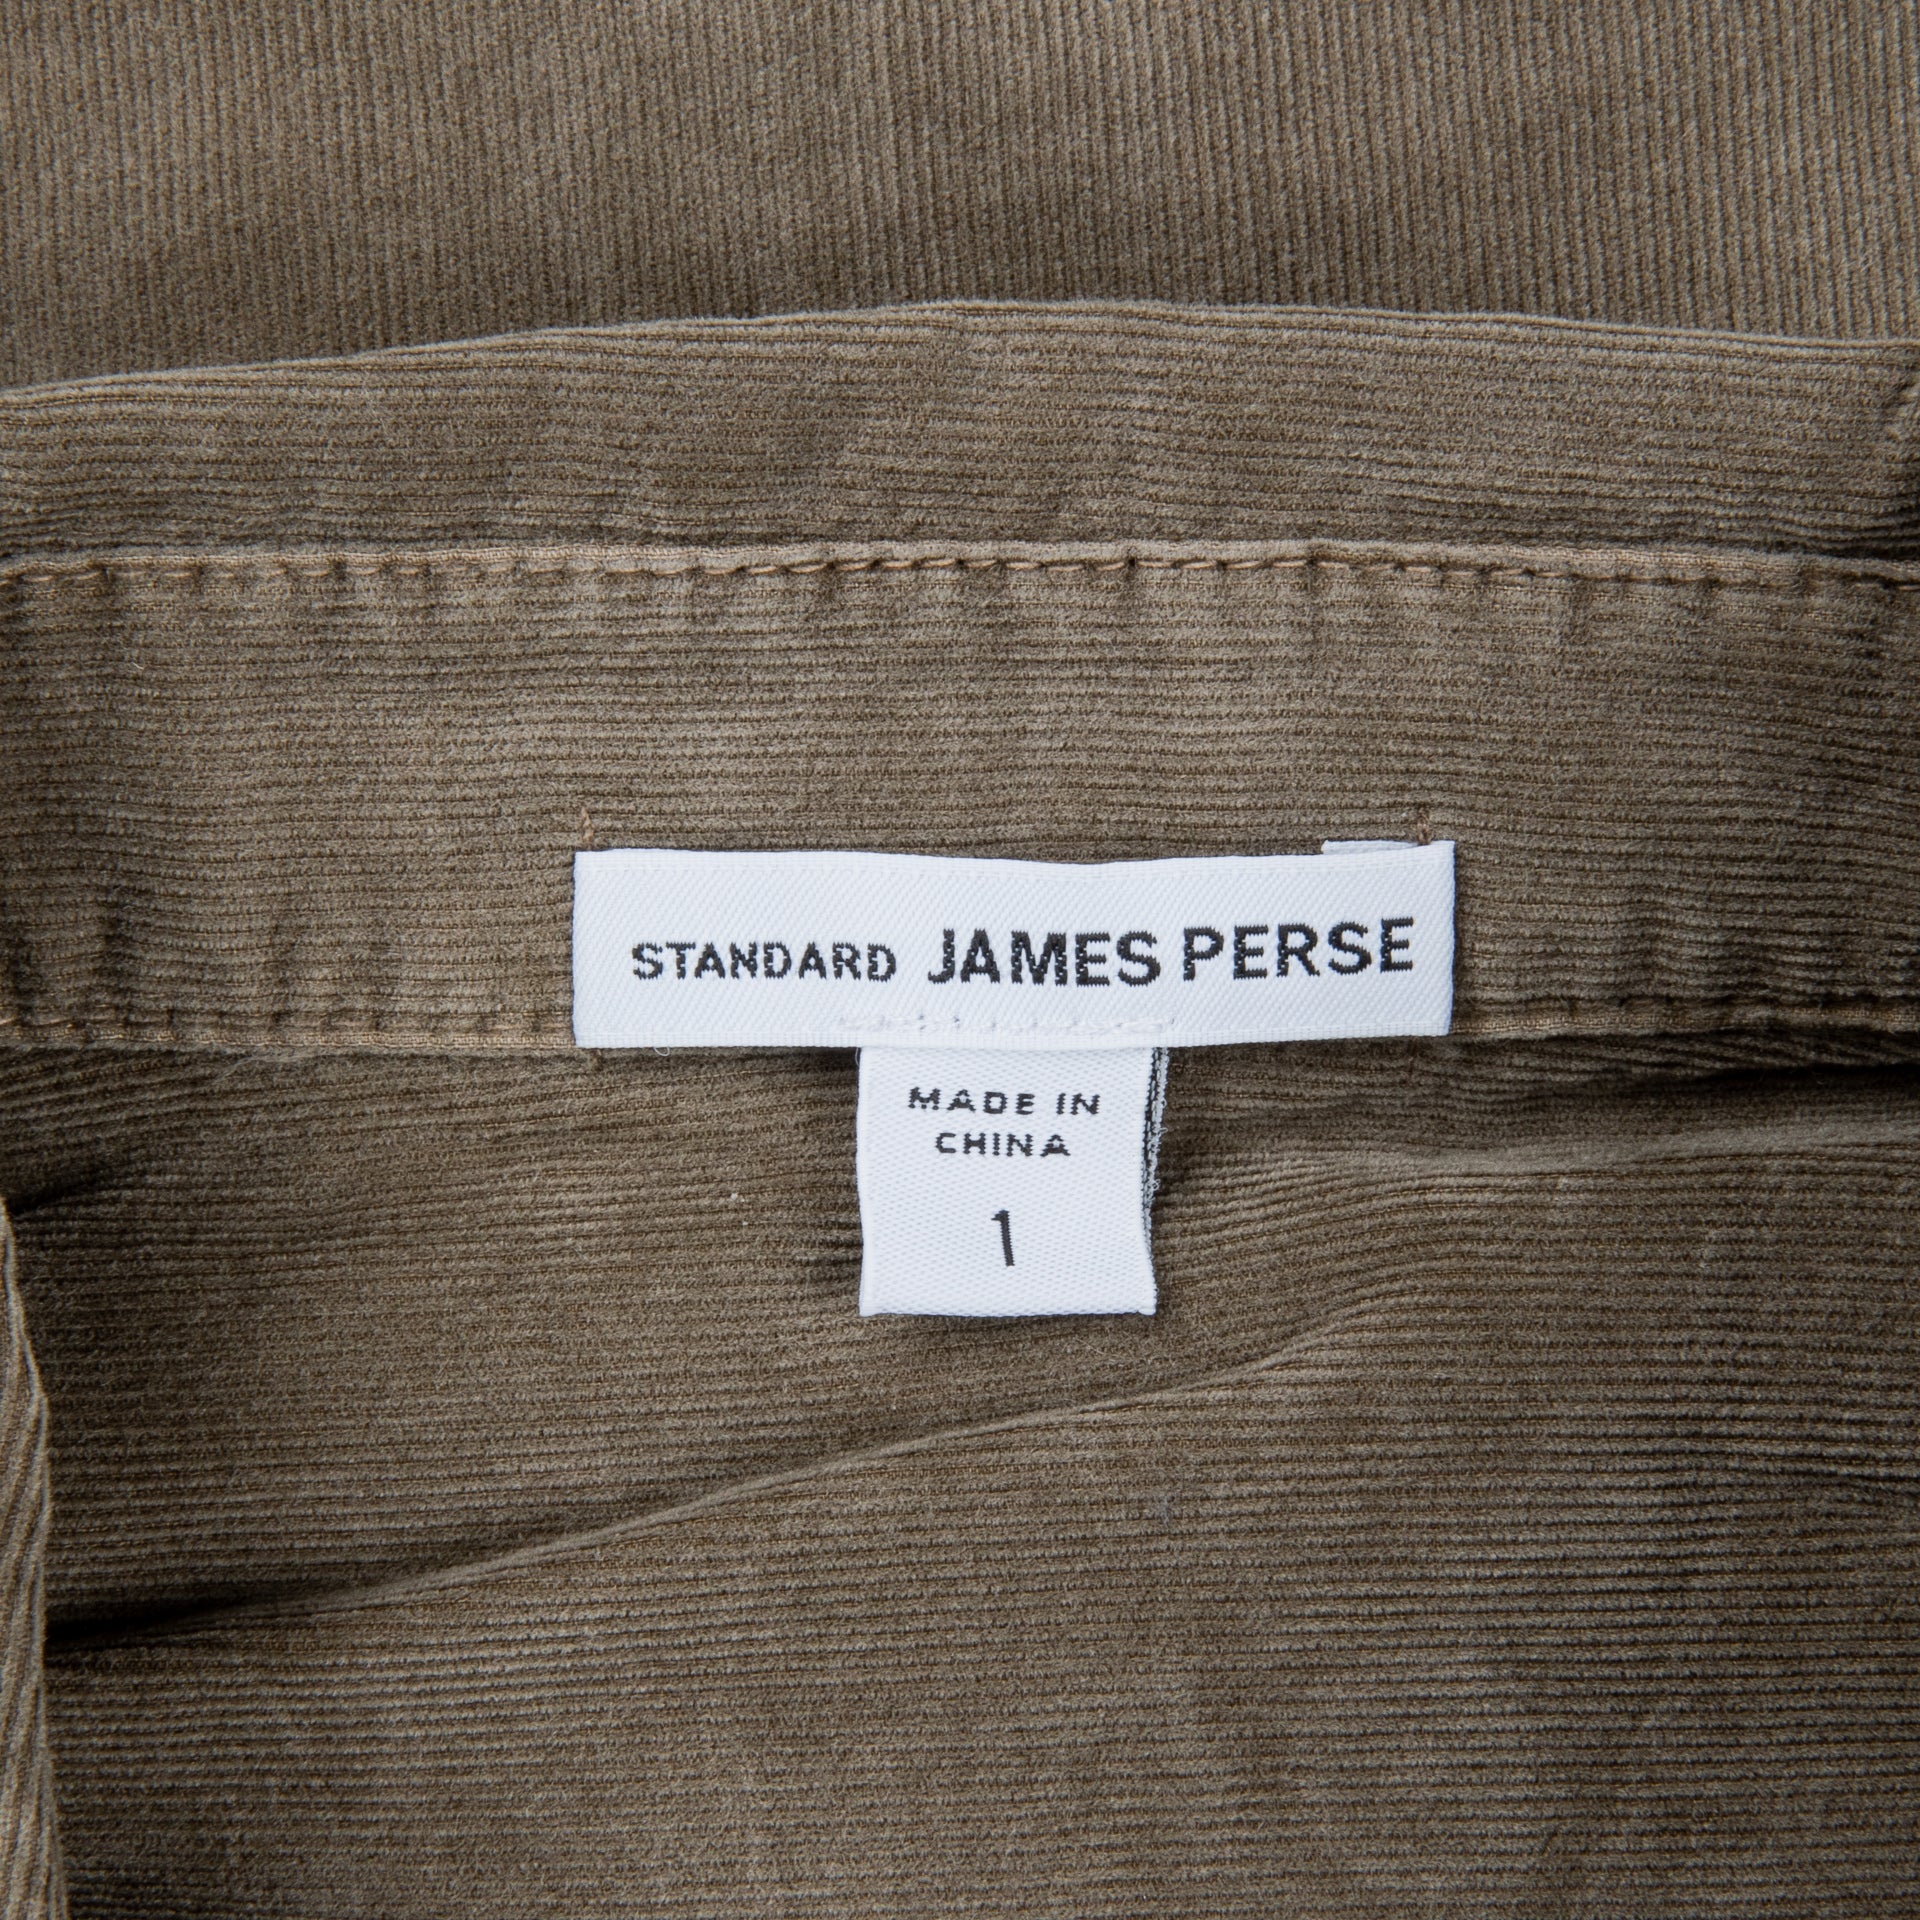 STANDARD JAMES PERSE
MADE IN
CHINA
1